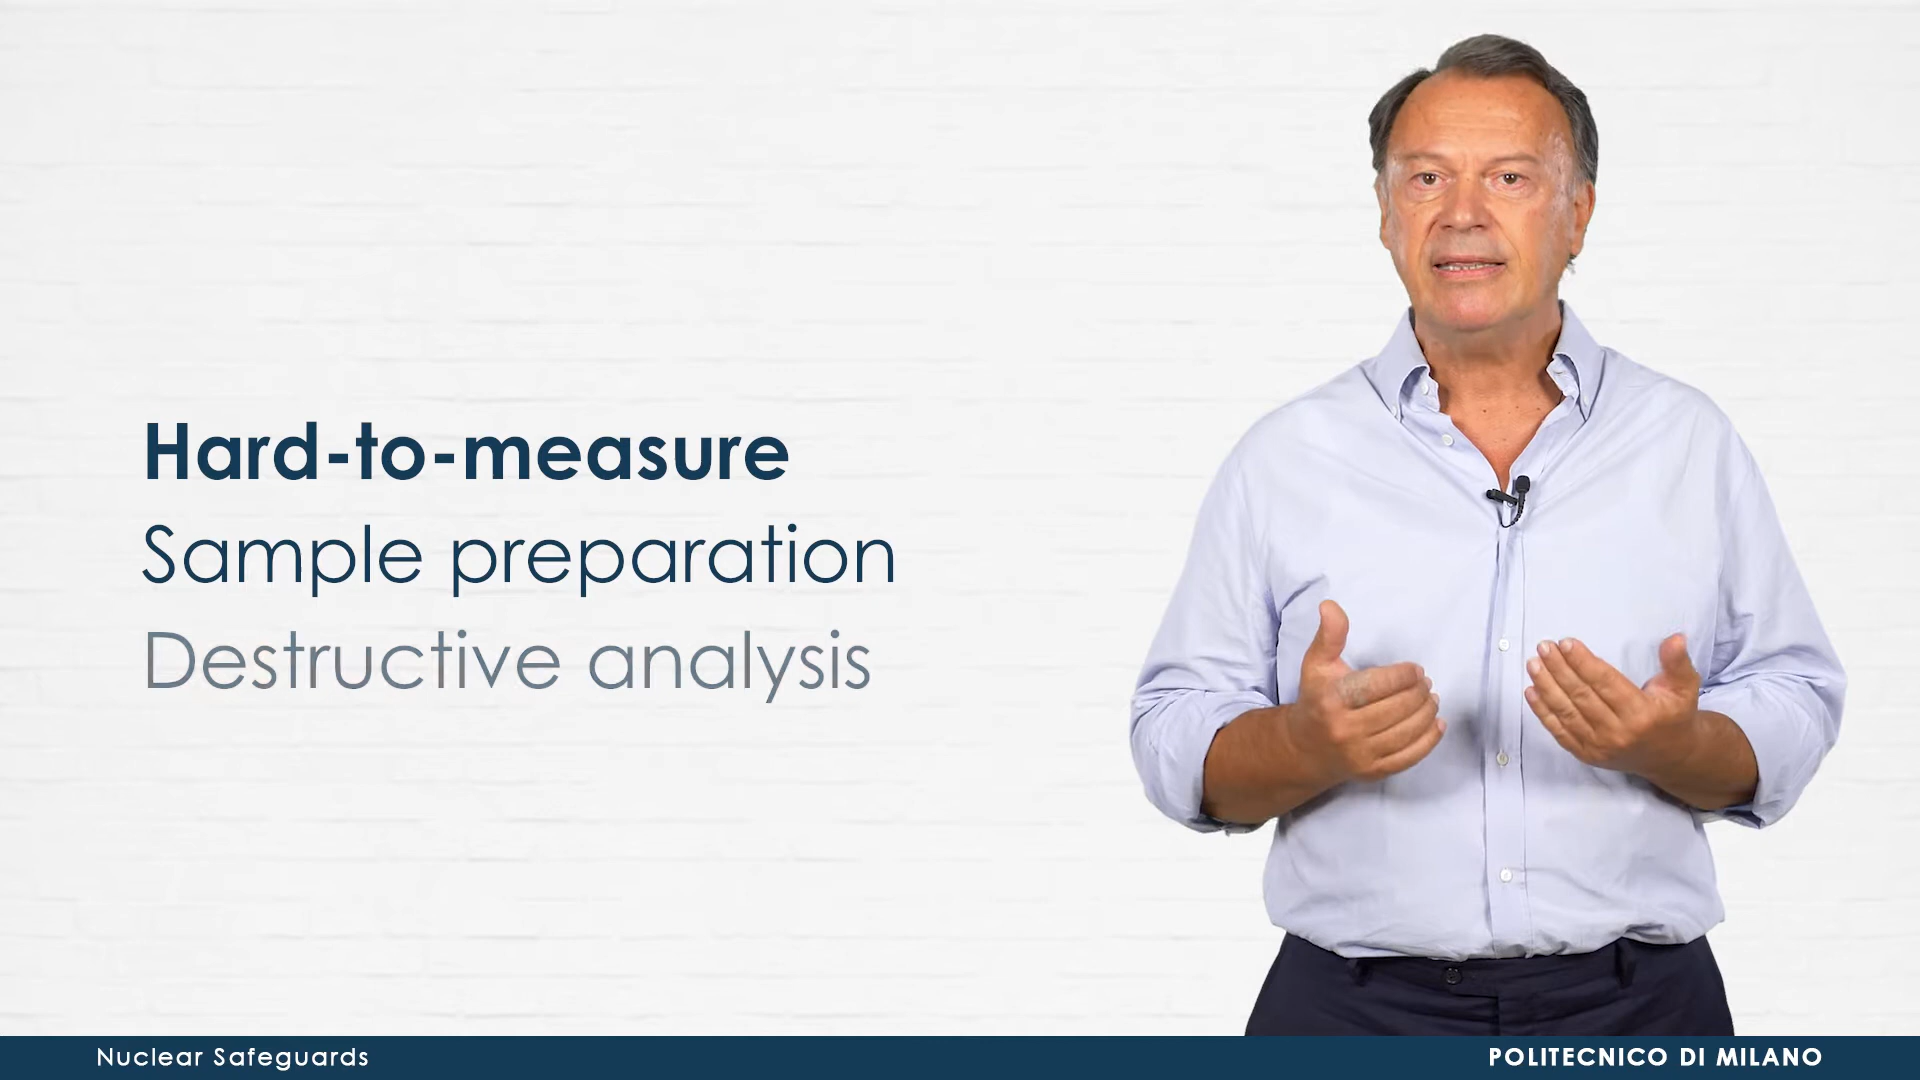 Hard-to-measure
Sample preparation
Destructive analysis
Nuclear Safeguards
POLITECNICO DI MILANO